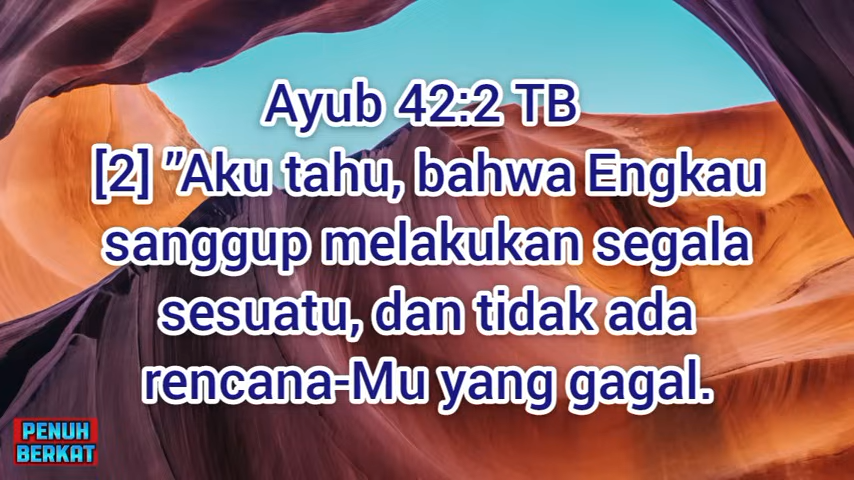 Ayub 42:2 TB
[2] "Aku tahu, bahwa Engkau
sanggup melakukan segala
sesuatu, dan tidak ada
rencana-Mu yang gagal.
PENUH
BERKAT